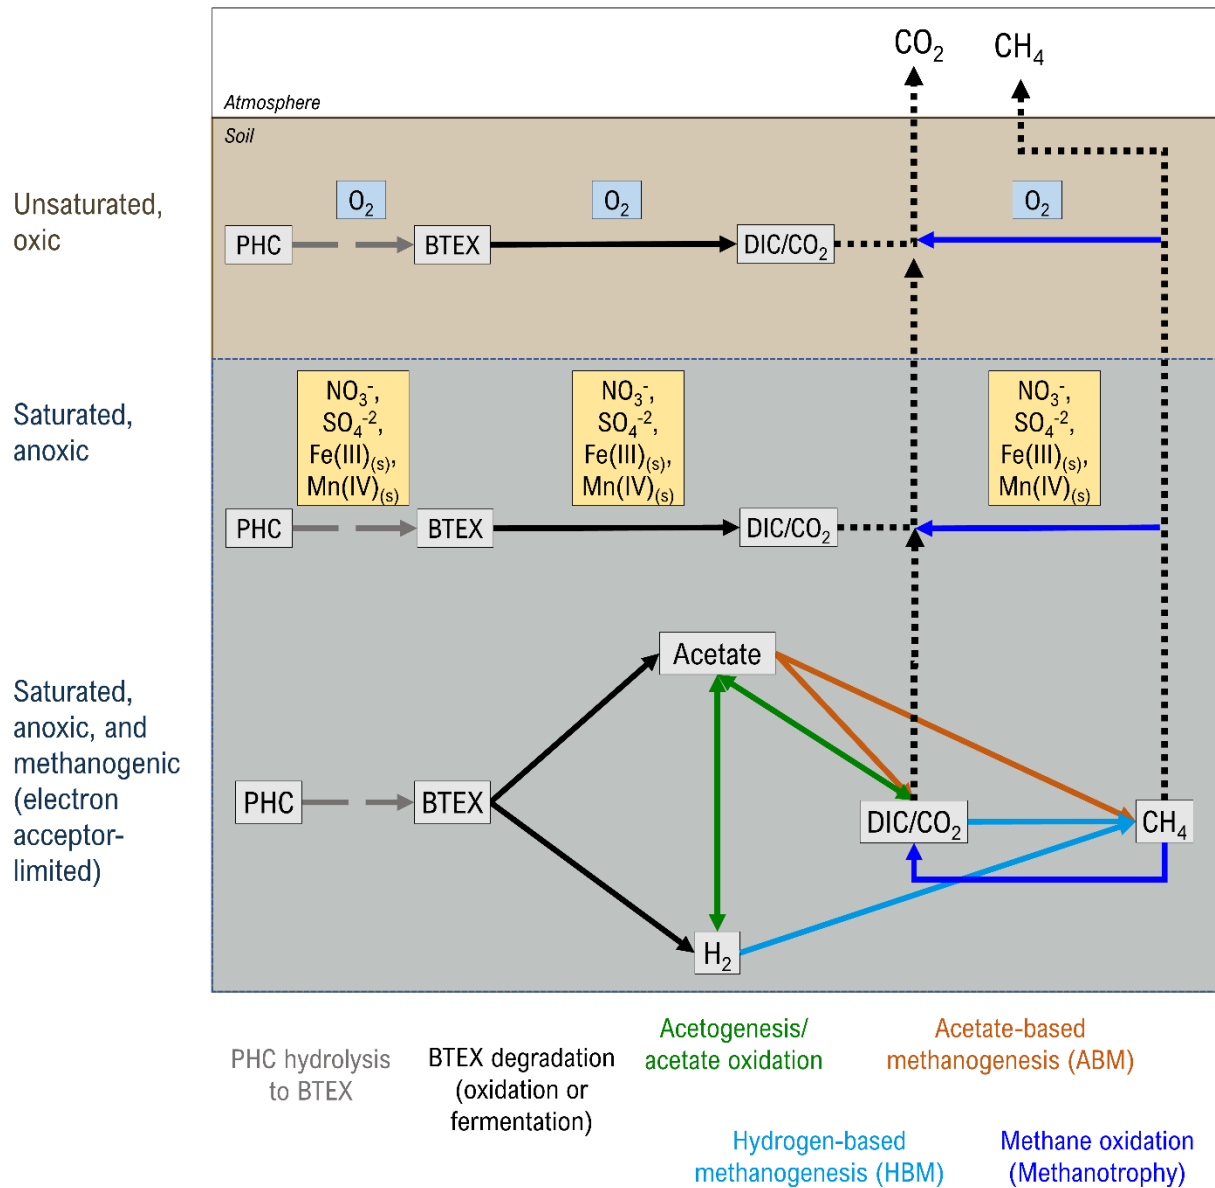 CO₂
CH₄
Atmosphere
Soil
Unsaturated,
oxic
O₂
O₂
O₂
PHC
BTEX
DIC/CO₂
Saturated,
anoxic
NO₃⁻,
SO₄⁻²,
Fe(III)₍ₛ₎,
Mn(IV)₍ₛ₎
NO₃⁻,
SO₄⁻²,
Fe(III)₍ₛ₎,
Mn(IV)₍ₛ₎
NO₃⁻,
SO₄⁻²,
Fe(III)₍ₛ₎,
Mn(IV)₍ₛ₎
PHC
BTEX
DIC/CO₂
Saturated,
anoxic, and
methanogenic
(electron
acceptor-
limited)
Acetate
PHC
BTEX
DIC/CO₂
CH₄
H₂
PHC hydrolysis
to BTEX
BTEX degradation
(oxidation or
fermentation)
Acetogenesis/
acetate oxidation
Acetate-based
methanogenesis (ABM)
Hydrogen-based
methanogenesis (HBM)
Methane oxidation
(Methanotrophy)